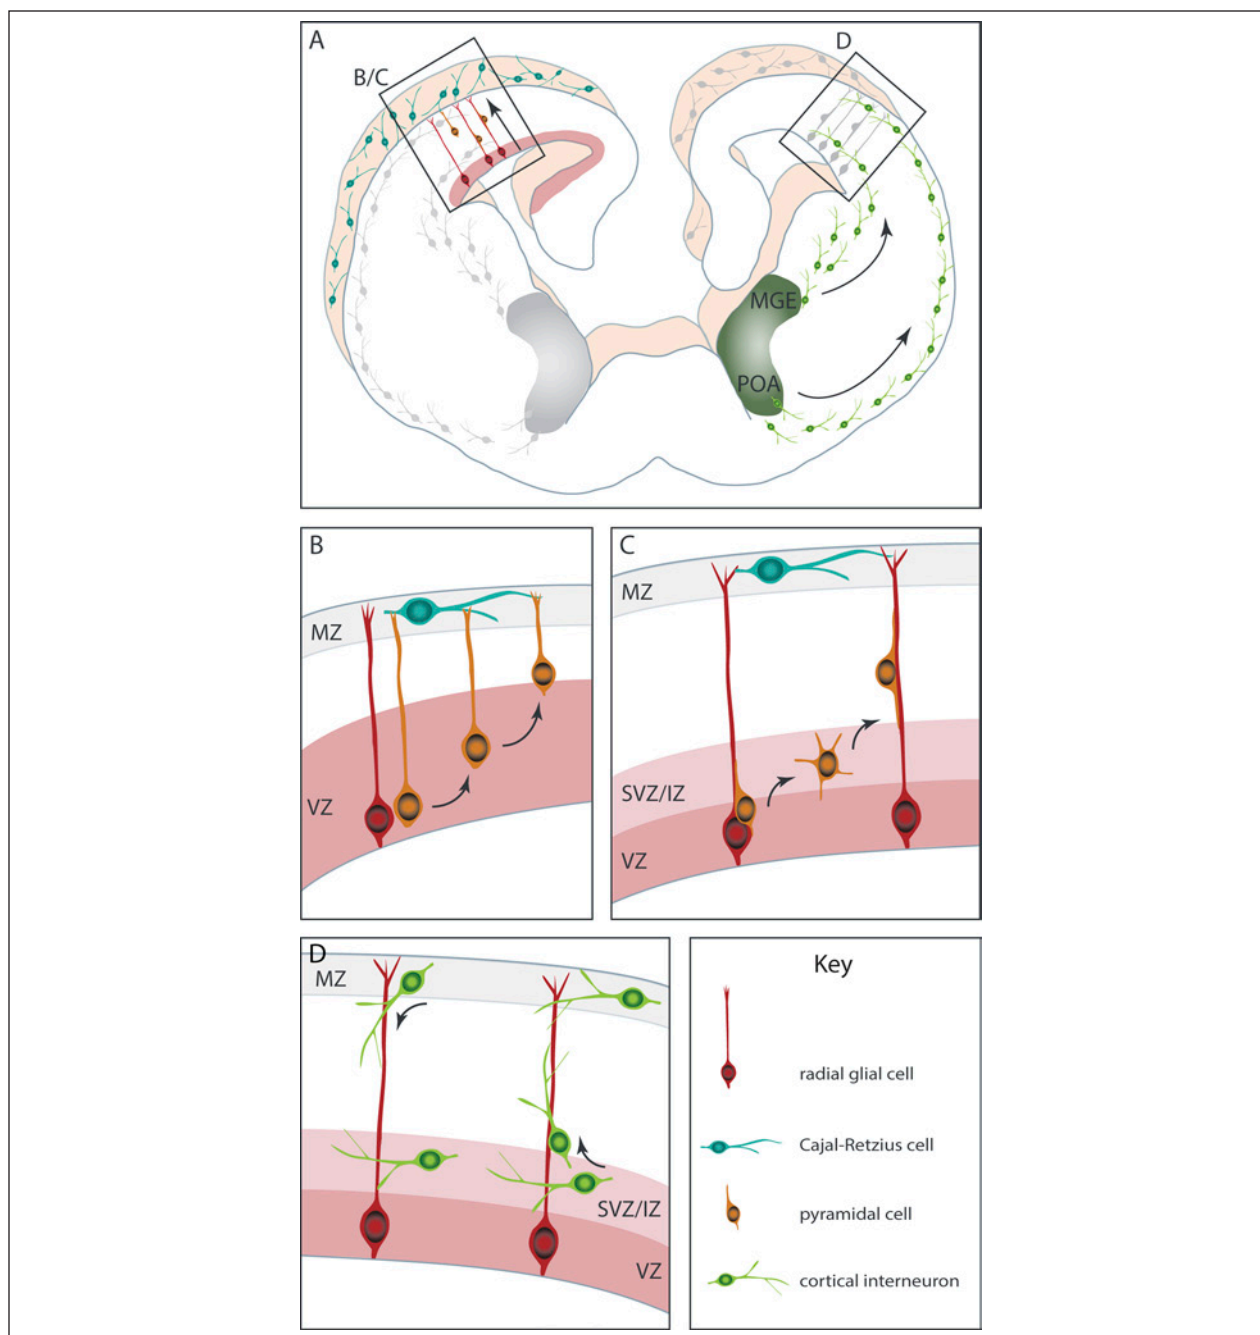 A
B/C
D
MGE
POA
B
MZ
VZ
C
MZ
SVZ/IZ
VZ
D
MZ
SVZ/IZ
VZ
Key
radial glial cell
Cajal-Retzius cell
pyramidal cell
cortical interneuron